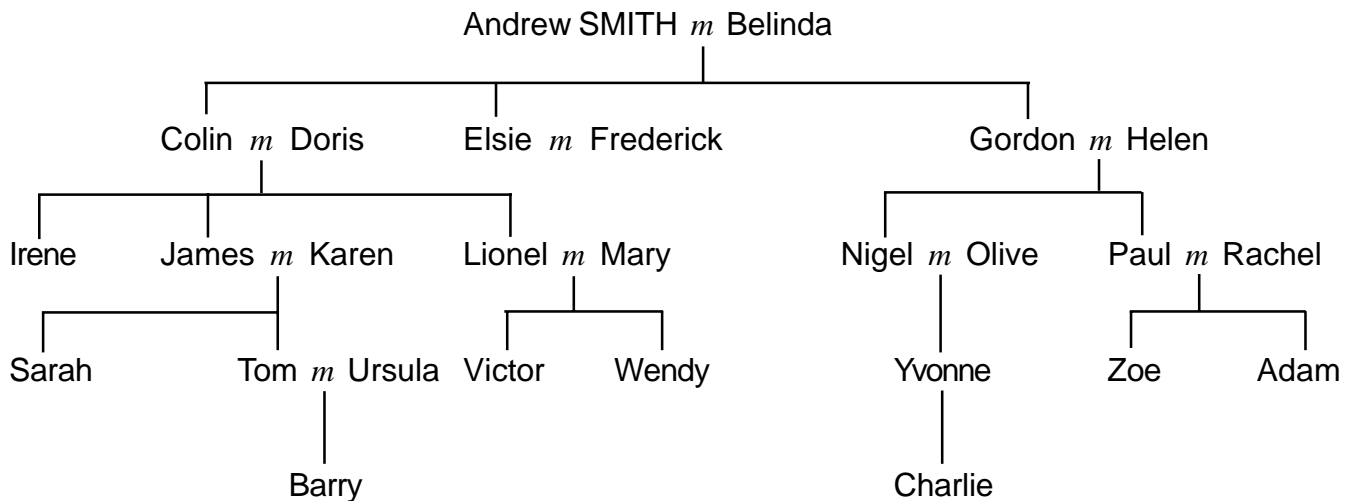 Andrew SMITH m Belinda
Colin m Doris Elsie m Frederick Gordon m Helen
Irene James m Karen Lionel m Mary Nigel m Olive Paul m Rachel
Sarah Tom m Ursula Victor Wendy Yvonne Zoe Adam
Barry Charlie